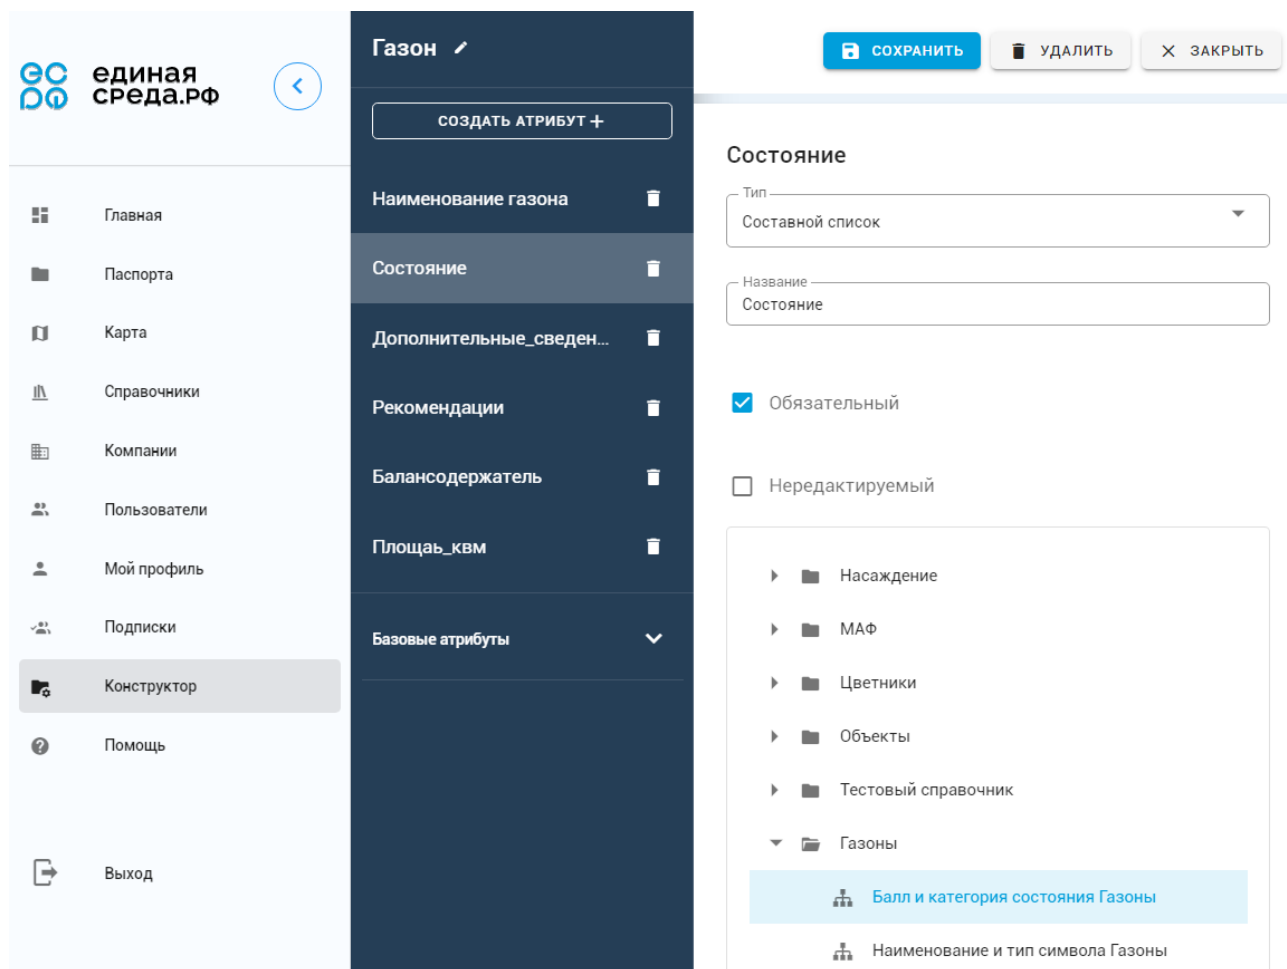 единая
среда.рф
Главная
Паспорта
Карта
Справочники
Компании
Пользователи
Мой профиль
Подписки
Конструктор
Помощь
Выход
Газон
СОЗДАТЬ АТРИБУТ +
Наименование газона
Состояние
Дополнительные_сведен...
Рекомендации
Балансодержатель
Площаь_квм
Базовые атрибуты
СОХРАНИТЬ
УДАЛИТЬ
ЗАКРЫТЬ
Состояние
Тип
Составной список
Название
Состояние
Обязательный
Нередактируемый
Насаждение
МАФ
Цветники
Объекты
Тестовый справочник
Газоны
Балл и категория состояния Газоны
Наименование и тип символа Газоны